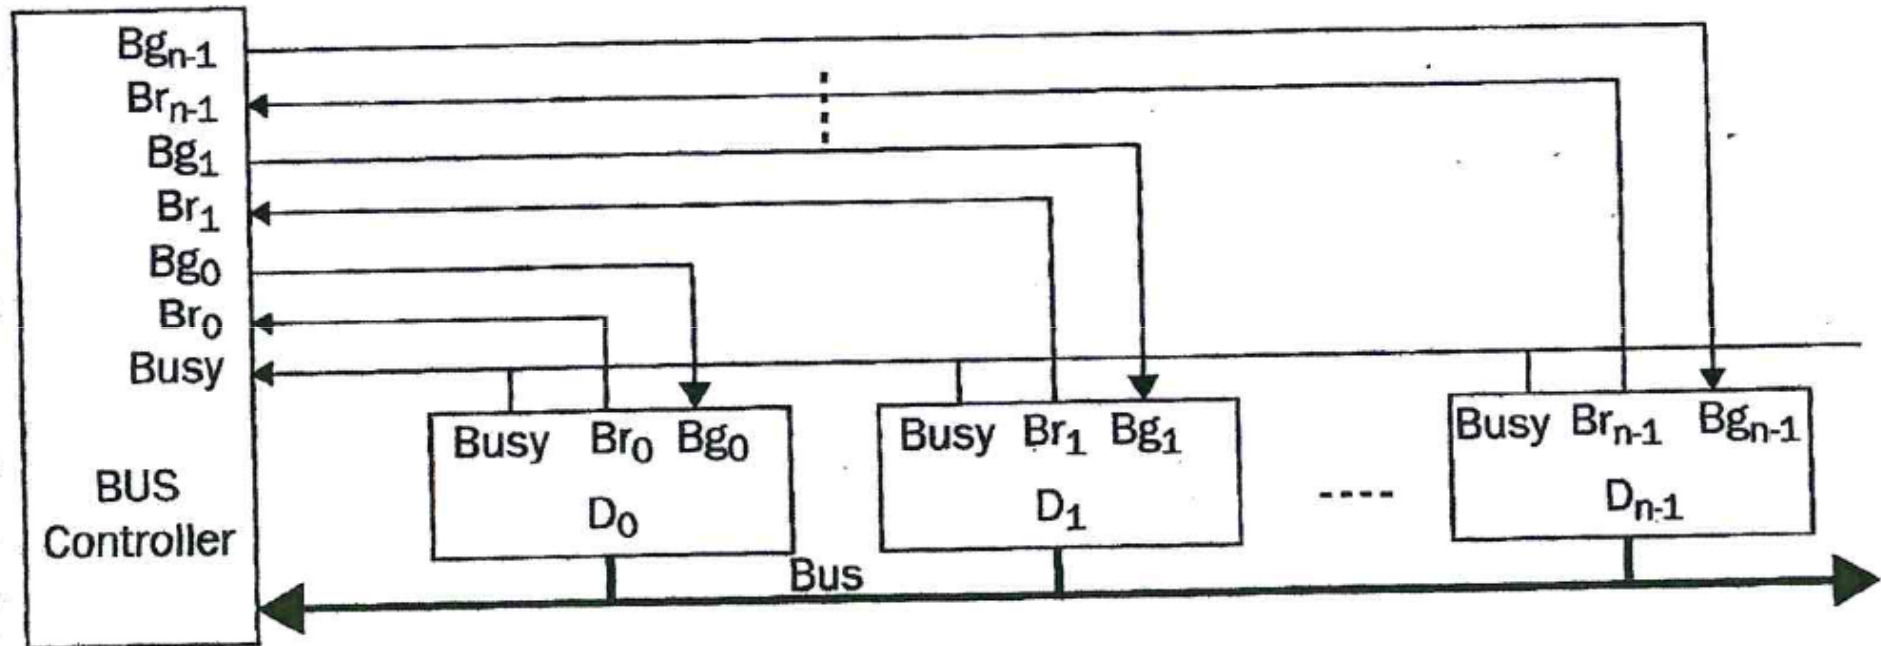 Bgn-1
Brn-1
Bg1
Br1
Bg0
Br0
Busy
BUS
Controller
Busy Br0 Bg0
D0
Busy Br1 Bg1
D1
Busy Brn-1 Bgn-1
Dn-1
Bus